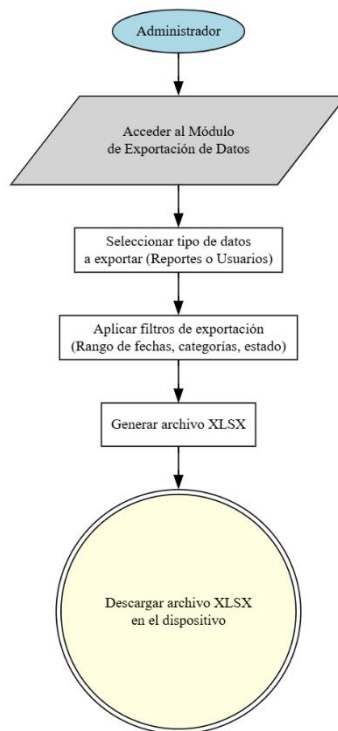 Administrador
Acceder al Módulo
de Exportación de Datos
Seleccionar tipo de datos
a exportar (Reportes o Usuarios)
Aplicar filtros de exportación
(Rango de fechas, categorías, estado)
Generar archivo XLSX
Descargar archivo XLSX
en el dispositivo